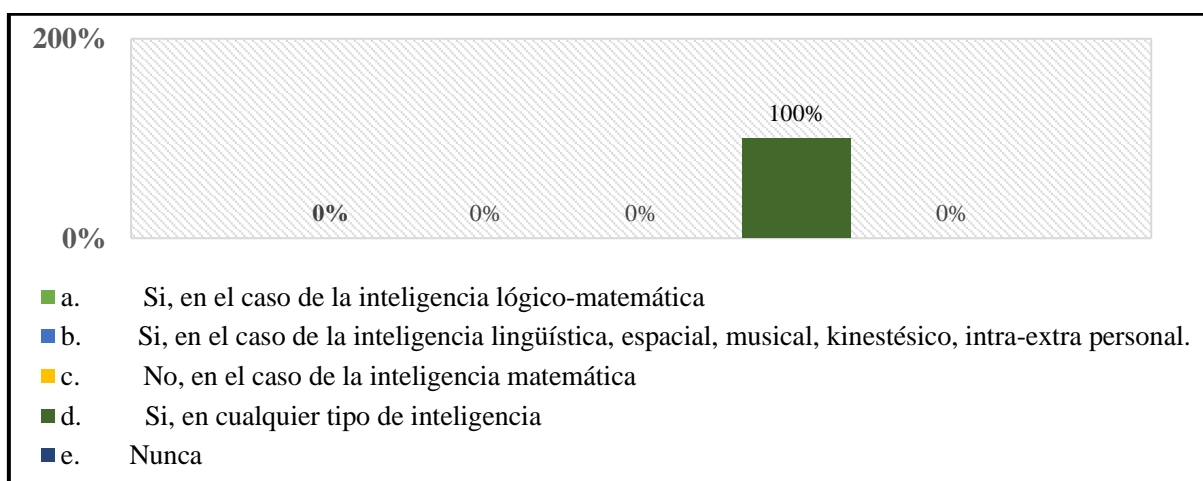 200%
100%
0% 0% 0% 0%
0%
a. Si, en el caso de la inteligencia lógico-matemática
b. Si, en el caso de la inteligencia lingüística, espacial, musical, kinestésico, intra-extra personal.
c. No, en el caso de la inteligencia matemática
d. Si, en cualquier tipo de inteligencia
e. Nunca